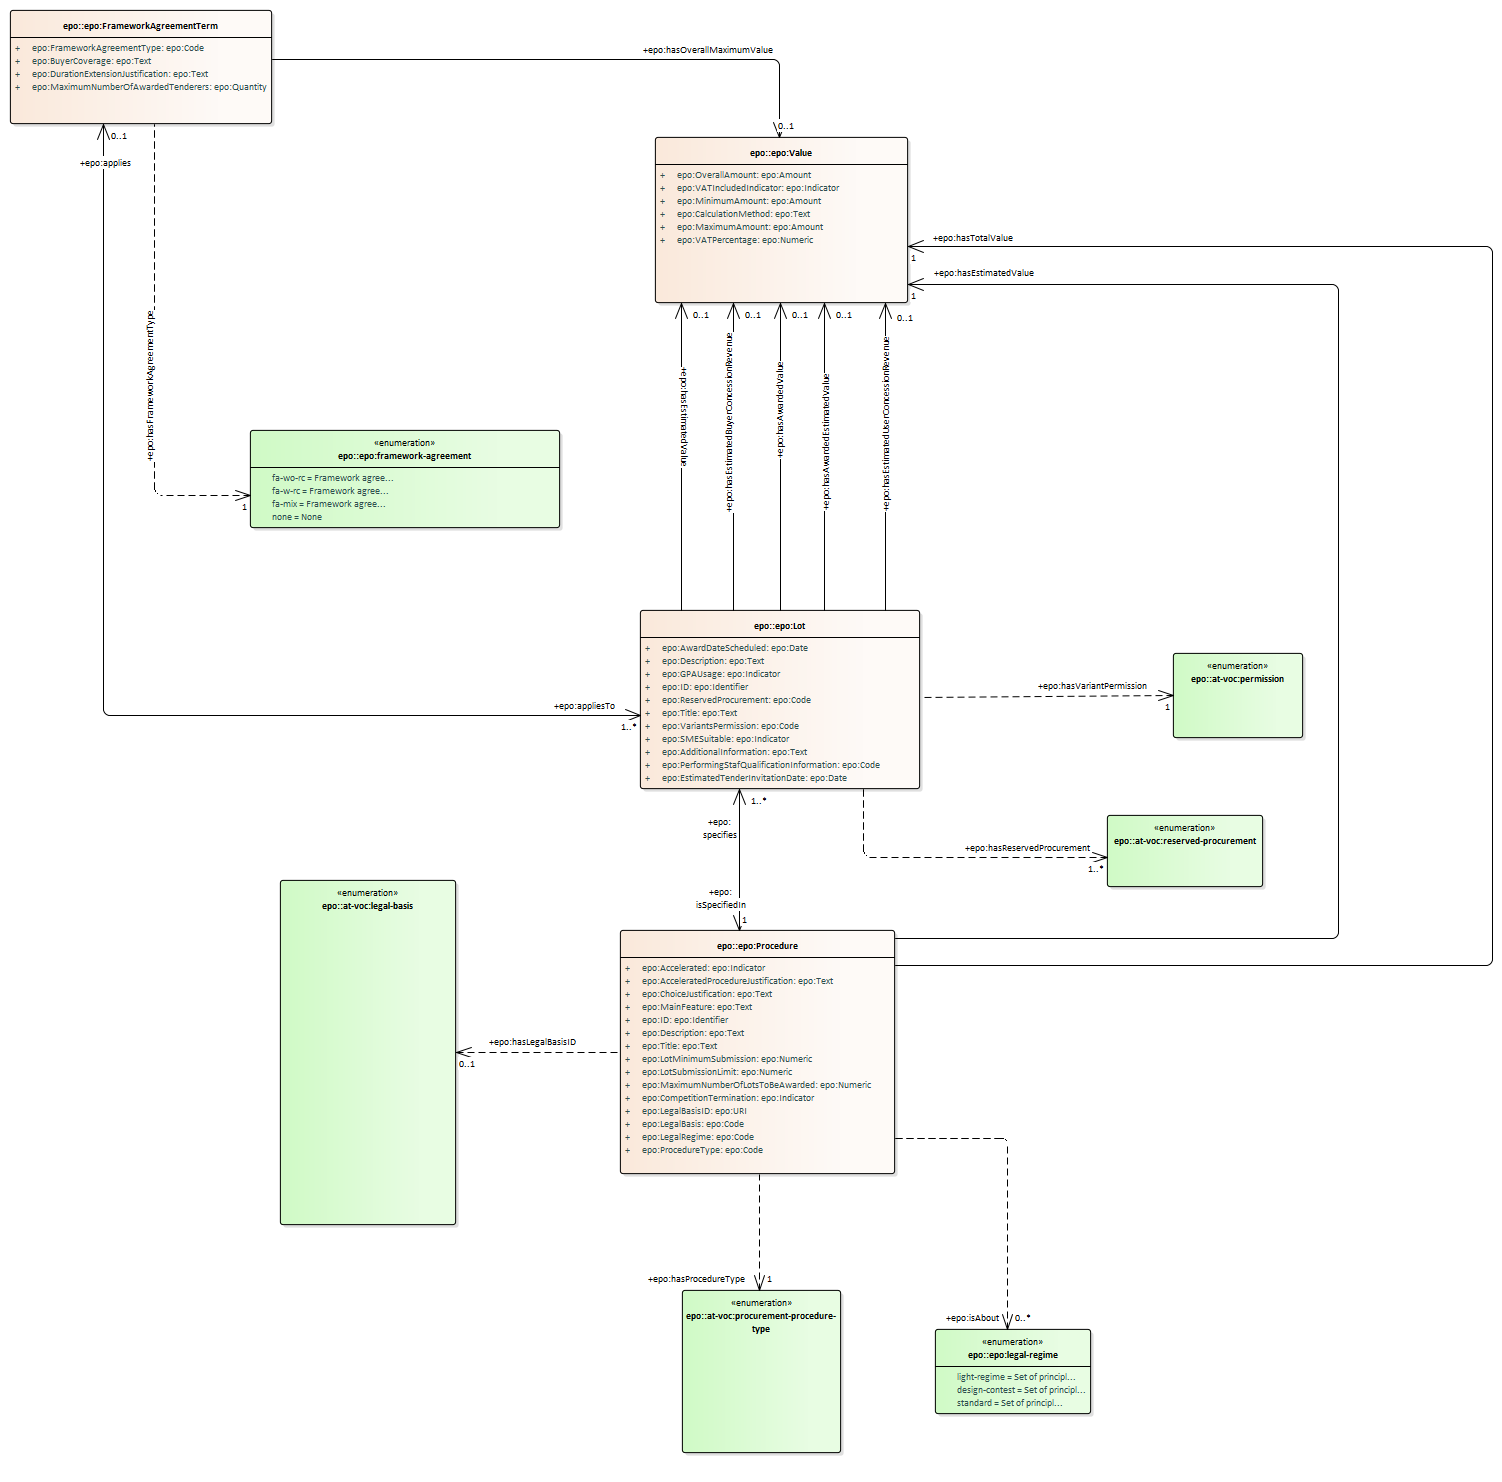 epo::epo:FrameworkAgreementTerm
+ epo:FrameworkAgreementType: epo:Code
+ epo:BuyerCoverage: epo:Text
+ epo:DurationExtensionJustification: epo:Text
+ epo:MaximumNumberOfAwardedTenderers: epo:Quantity
+epo:hasOverallMaximumValue
0..1
0..1
+epo:applies
epo::epo:Value
+ epo:OverallAmount: epo:Amount
+ epo:VATIncludedIndicator: epo:Indicator
+ epo:MinimumAmount: epo:Amount
+ epo:CalculationMethod: epo:Text
+ epo:MaximumAmount: epo:Amount
+ epo:VATPercentage: epo:Numeric
+epo:hasTotalValue
1
+epo:hasEstimatedValue
1
0..1
0..1
0..1
0..1
0..1
+epo:hasFrameworkAgreementType
+epo:hasEstimatedValue
+epo:hasEstimatedBuyerConcessionRevenue
+epo:hasAwardedValue
+epo:hasAwardedEstimatedValue
+epo:hasEstimatedUserConcessionRevenue
«enumeration»
epo::epo:framework-agreement
fa-wo-rc = Framework agree...
fa-w-rc = Framework agree...
fa-mix = Framework agree...
none = None
1
epo::epo:Lot
+ epo:AwardDateScheduled: epo:Date
+ epo:Description: epo:Text
+ epo:GPAUsage: epo:Indicator
+ epo:ID: epo:Identifier
+ epo:ReservedProcurement: epo:Code
+ epo:Title: epo:Text
+ epo:VariantsPermission: epo:Code
+ epo:SMESuitable: epo:Indicator
+ epo:AdditionalInformation: epo:Text
+ epo:PerformingStafQualificationInformation: epo:Code
+ epo:EstimatedTenderInvitationDate: epo:Date
+epo:appliesTo
1..*
+epo:hasVariantPermission
1
«enumeration»
epo::at-voc:permission
1..*
+epo:
specifies
+epo:hasReservedProcurement
1..*
«enumeration»
epo::at-voc:reserved-procurement
+epo:
isSpecifiedIn
1
«enumeration»
epo::at-voc:legal-basis
epo::epo:Procedure
+ epo:Accelerated: epo:Indicator
+ epo:AcceleratedProcedureJustification: epo:Text
+ epo:ChoiceJustification: epo:Text
+ epo:MainFeature: epo:Text
+ epo:ID: epo:Identifier
+ epo:Description: epo:Text
+ epo:Title: epo:Text
+ epo:LotMinimumSubmission: epo:Numeric
+ epo:LotSubmissionLimit: epo:Numeric
+ epo:MaximumNumberOfLotsToBeAwarded: epo:Numeric
+ epo:CompetitionTermination: epo:Indicator
+ epo:LegalBasisID: epo:URI
+ epo:LegalBasis: epo:Code
+ epo:LegalRegime: epo:Code
+ epo:ProcedureType: epo:Code
+epo:hasLegalBasisID
0..1
+epo:hasProcedureType
1
«enumeration»
epo::at-voc:procurement-procedure-
type
+epo:isAbout
0..*
«enumeration»
epo::epo:legal-regime
light-regime = Set of principl...
design-contest = Set of principl...
standard = Set of principl...